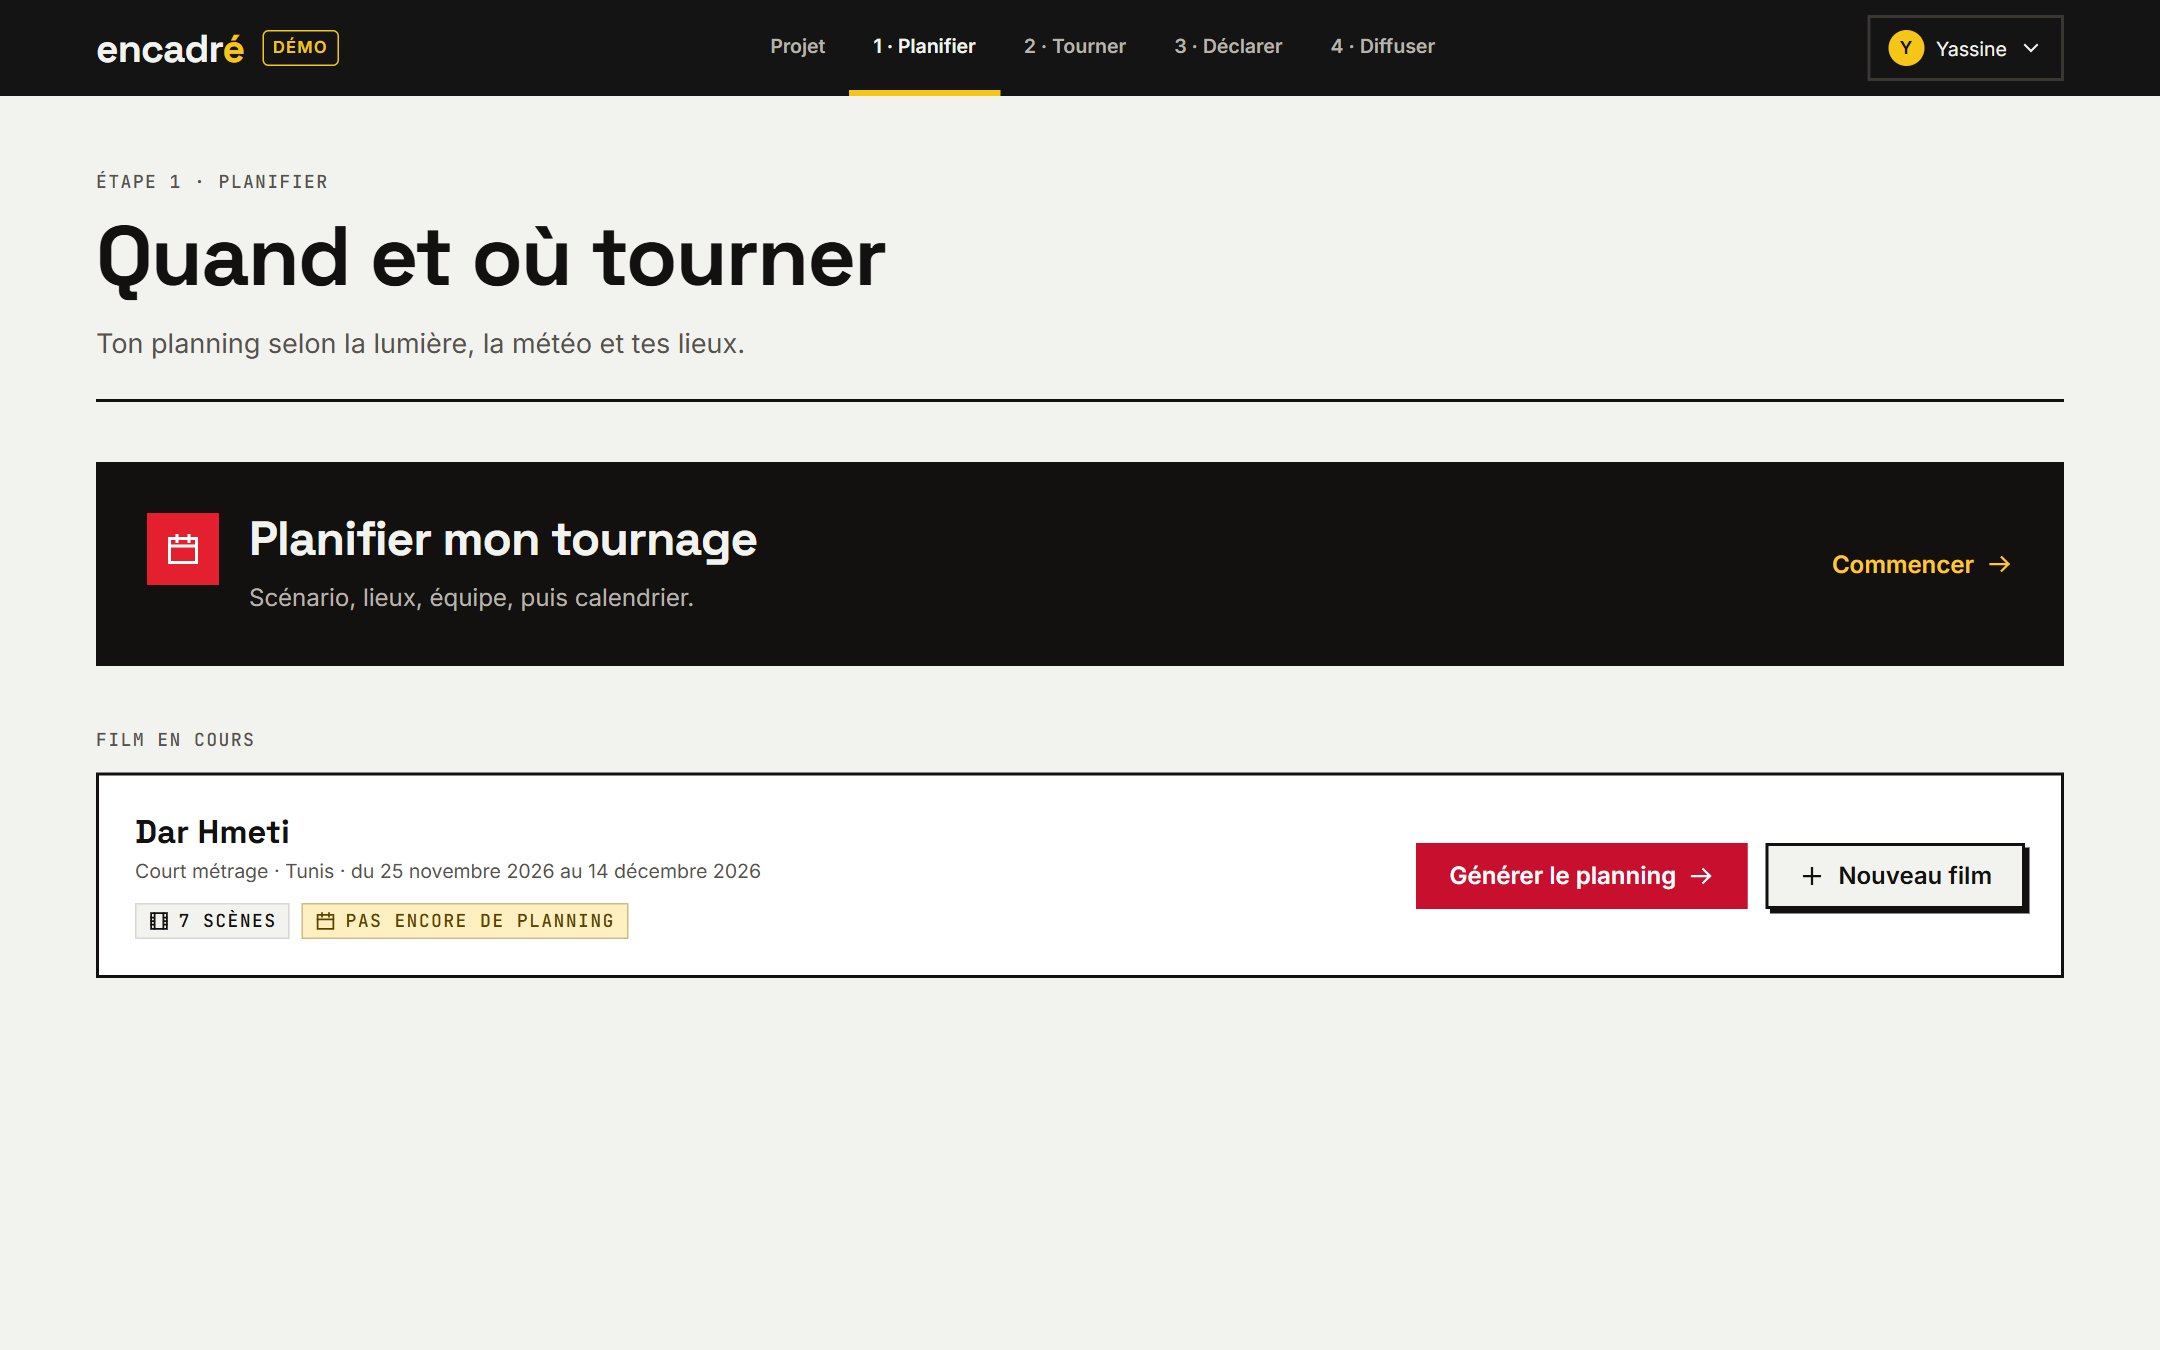 encadré DÉMO
Projet
1 · Planifier
2 · Tourner
3 · Déclarer
4 · Diffuser
Y Yassine
ÉTAPE 1 · PLANIFIER
Quand et où tourner
Ton planning selon la lumière, la météo et tes lieux.
Planifier mon tournage
Scénario, lieux, équipe, puis calendrier.
Commencer →
FILM EN COURS
Dar Hmeti
Court métrage · Tunis · du 25 novembre 2026 au 14 décembre 2026
7 SCÈNES
PAS ENCORE DE PLANNING
Générer le planning →
+ Nouveau film